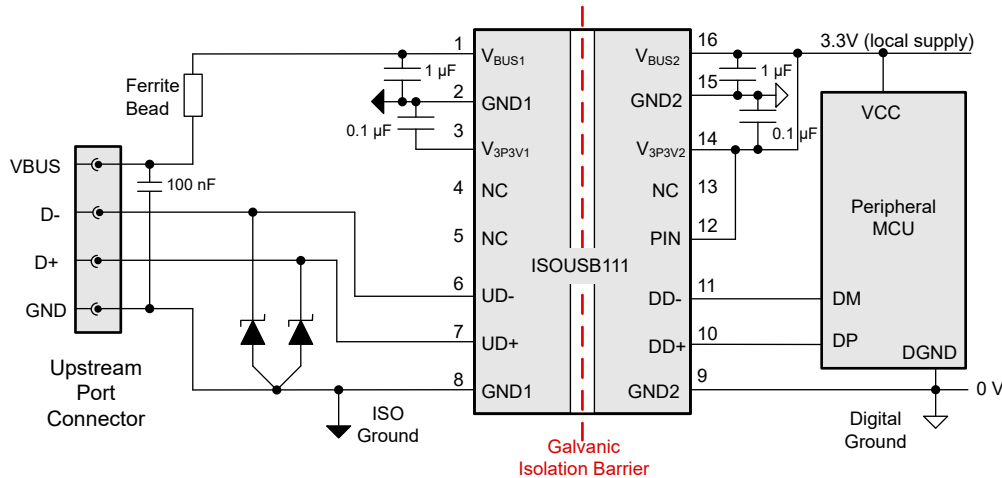 Ferrite
Bead
VBUS
D-
D+
GND
Upstream
Port
Connector
100 nF
1 µF
0.1 µF
ISO
Ground
1
2
3
4
5
6
7
8
VBUS1
GND1
V3P3V1
NC
NC
UD-
UD+
GND1
ISOUSB111
Galvanic
Isolation Barrier
VBUS2
GND2
V3P3V2
NC
PIN
DD-
DD+
GND2
16
15
14
13
12
11
10
9
1 µF
0.1 µF
3.3V (local supply)
VCC
Peripheral
MCU
DM
DP
DGND
0 V
Digital
Ground